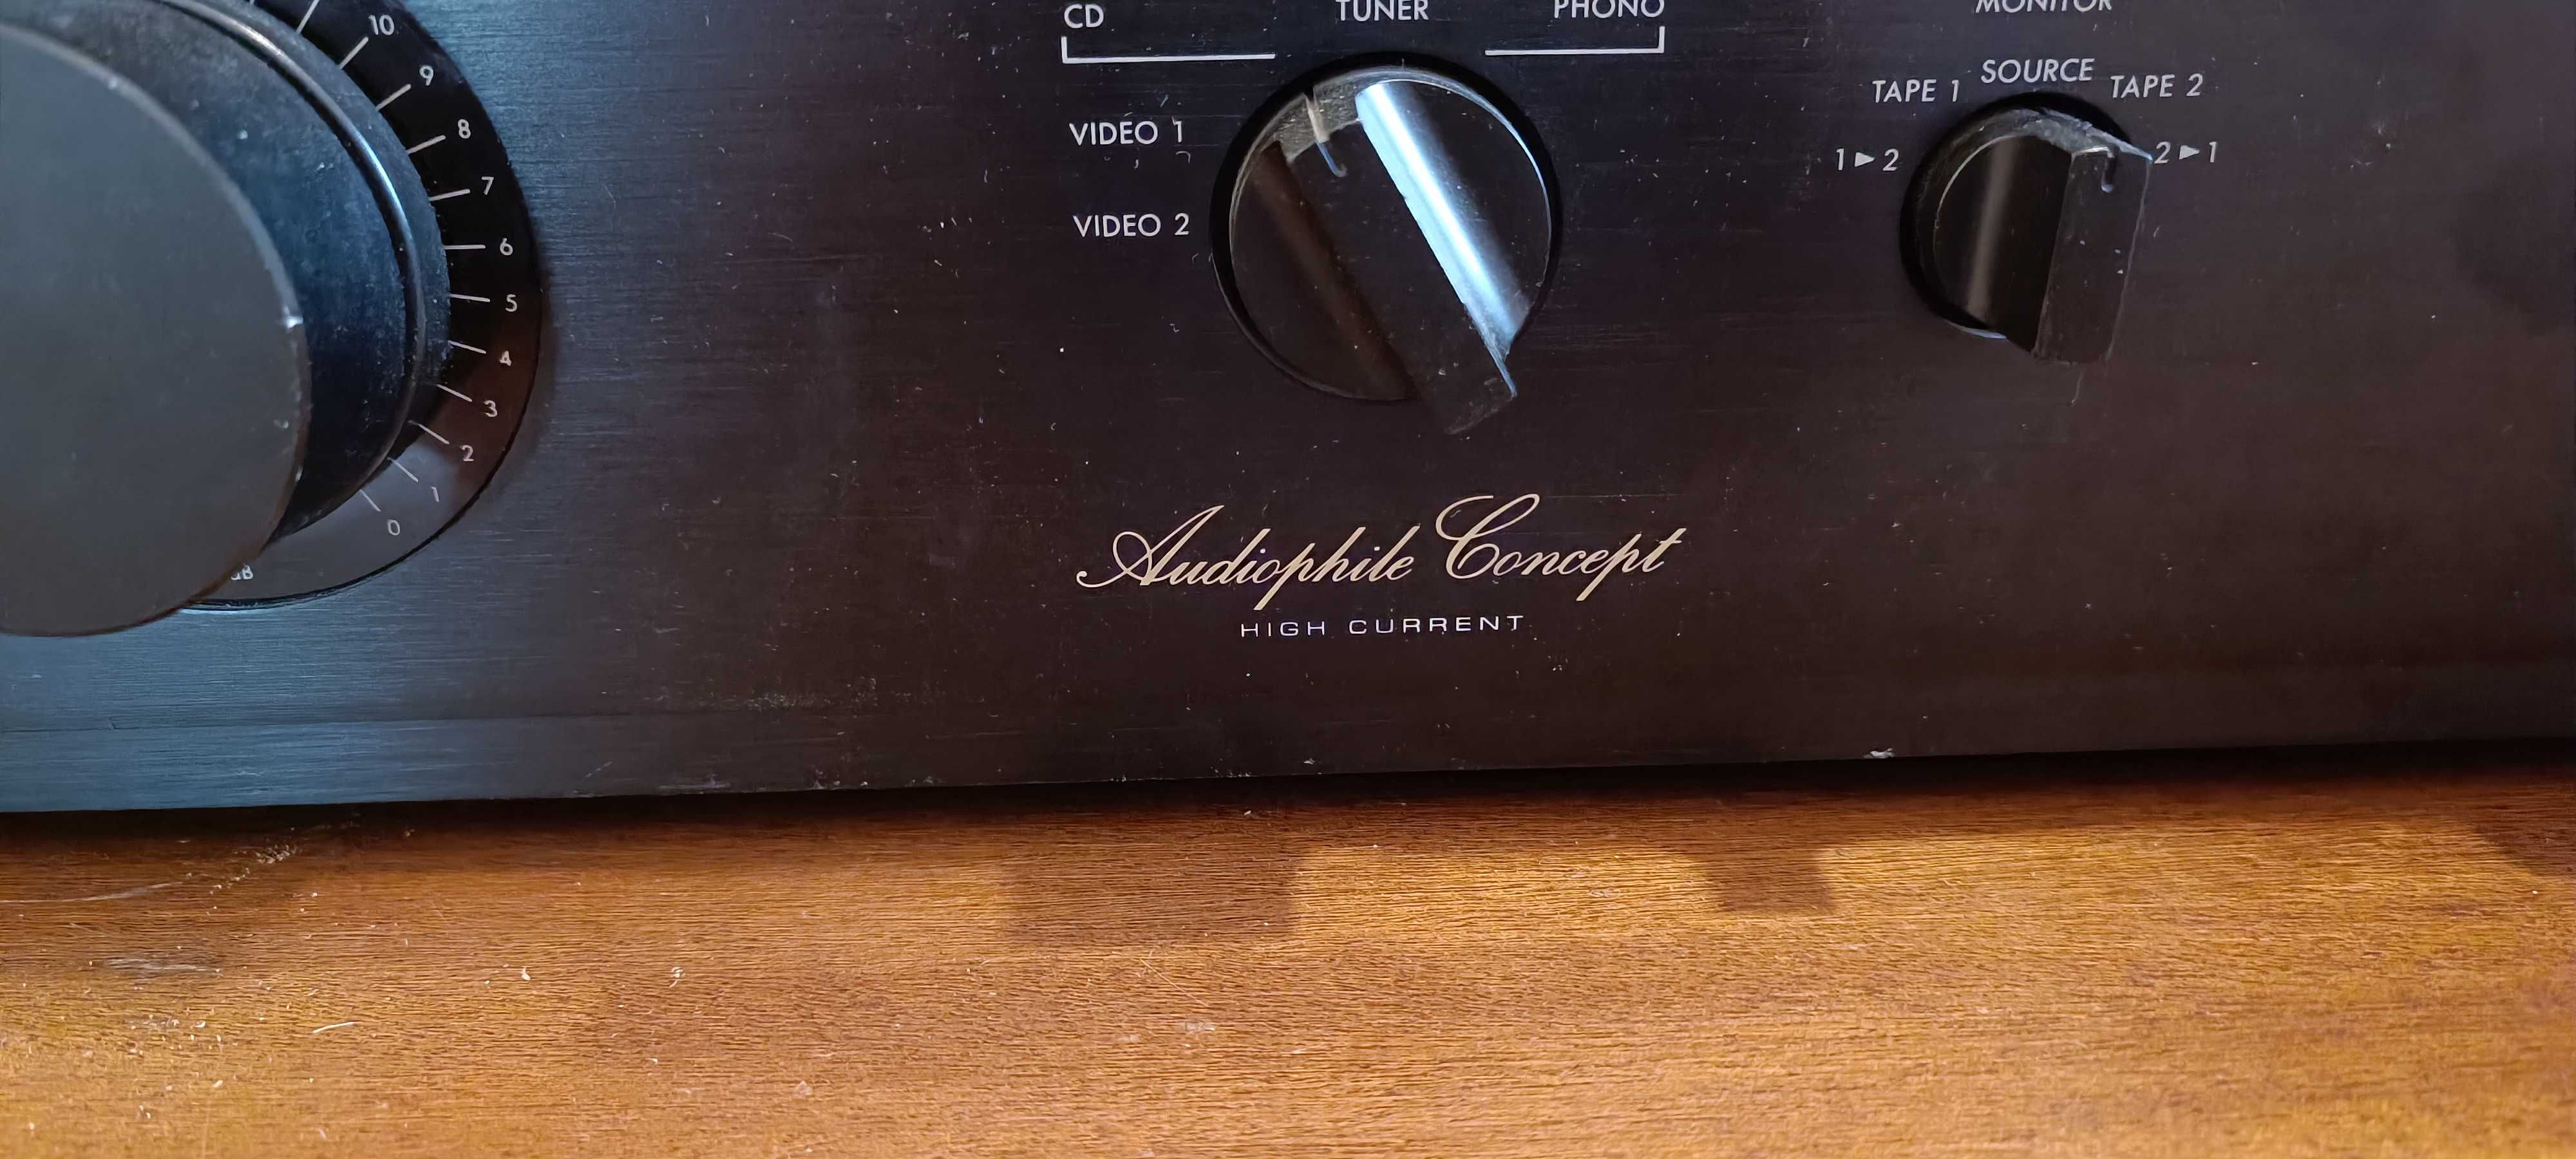 CD TUNER PHONO
MONITOR
TAPE 1 SOURCE TAPE 2
1▶2 2▶1
VIDEO 1
VIDEO 2
10
9
8
7
6
5
4
3
2
1
0
dB
Audiophile Concept
HIGH CURRENT